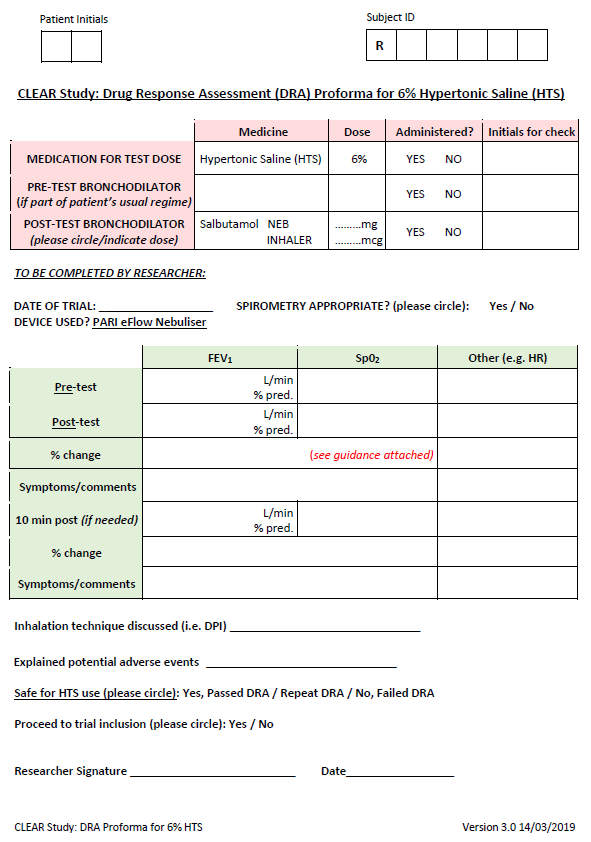 Patient Initials
Subject ID
R
CLEAR Study: Drug Response Assessment (DRA) Proforma for 6% Hypertonic Saline (HTS)
Medicine Dose Administered? Initials for check
MEDICATION FOR TEST DOSE Hypertonic Saline (HTS) 6% YES NO
PRE-TEST BRONCHODILATOR
(if part of patient's usual regime) YES NO
POST-TEST BRONCHODILATOR Salbutamol NEB .........mg
(please circle/indicate dose) INHALER .........mcg YES NO
TO BE COMPLETED BY RESEARCHER:
DATE OF TRIAL: __________________ SPIROMETRY APPROPRIATE? (please circle): Yes / No
DEVICE USED? PARI eFlow Nebuliser
FEV₁ Sp0₂ Other (e.g. HR)
Pre-test L/min
% pred.
Post-test L/min
% pred.
% change (see guidance attached)
Symptoms/comments
10 min post (if needed) L/min
% pred.
% change
Symptoms/comments
Inhalation technique discussed (i.e. DPI) ______________________________
Explained potential adverse events ______________________________
Safe for HTS use (please circle): Yes, Passed DRA / Repeat DRA / No, Failed DRA
Proceed to trial inclusion (please circle): Yes / No
Researcher Signature __________________________ Date_________________
CLEAR Study: DRA Proforma for 6% HTS Version 3.0 14/03/2019